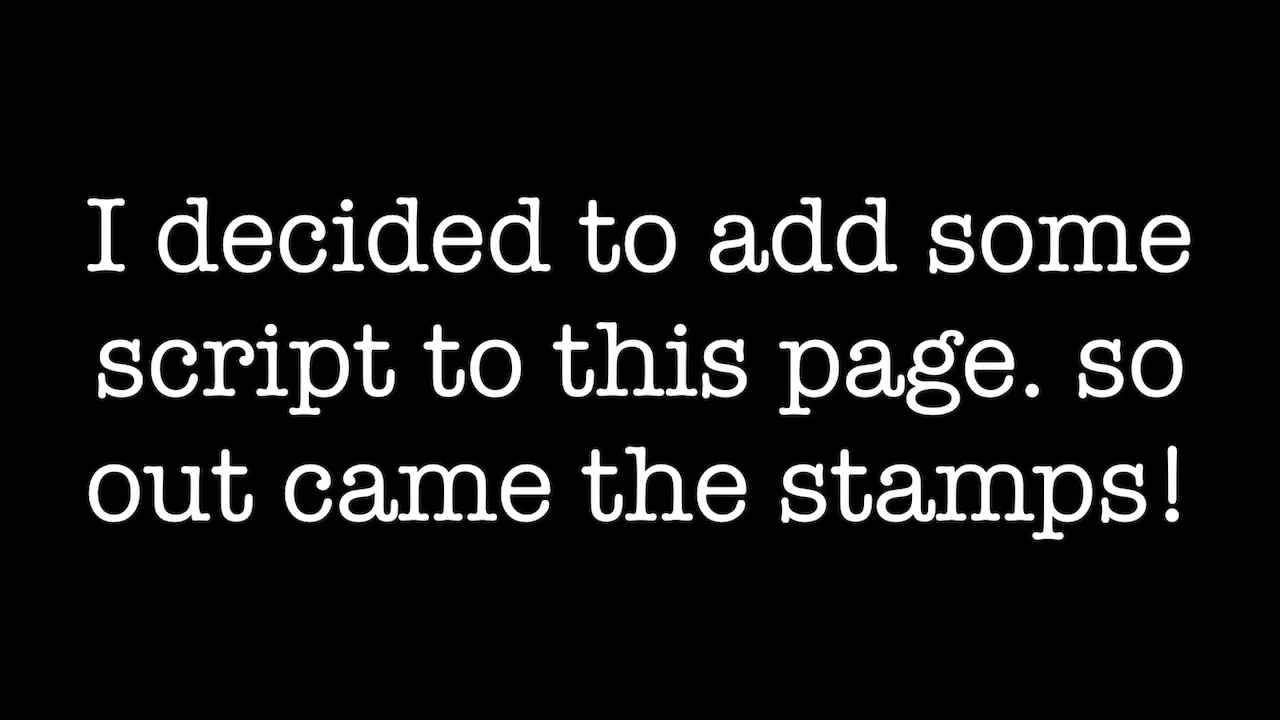 I decided to add some
script to this page. so
out came the stamps!